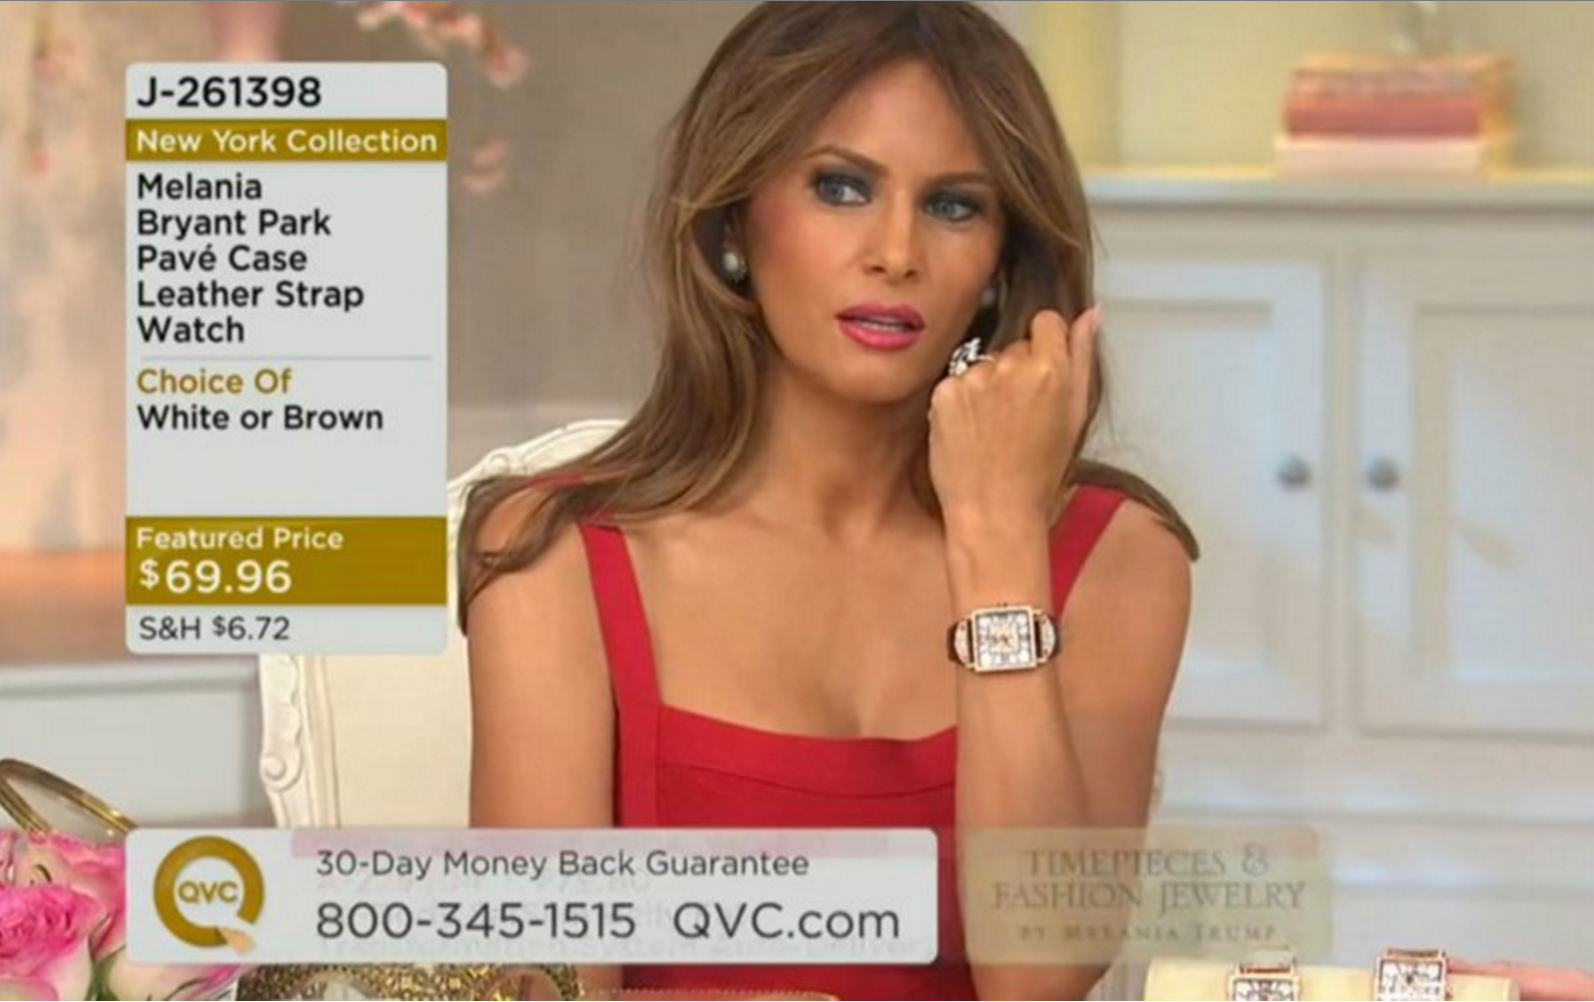 J-261398
New York Collection
Melania
Bryant Park
Pavé Case
Leather Strap
Watch
Choice Of
White or Brown
Featured Price
$69.96
S&H $6.72
QVC
30-Day Money Back Guarantee
800-345-1515 QVC.com
TIMEPIECES &
FASHION JEWELRY
BY MELANIA TRUMP